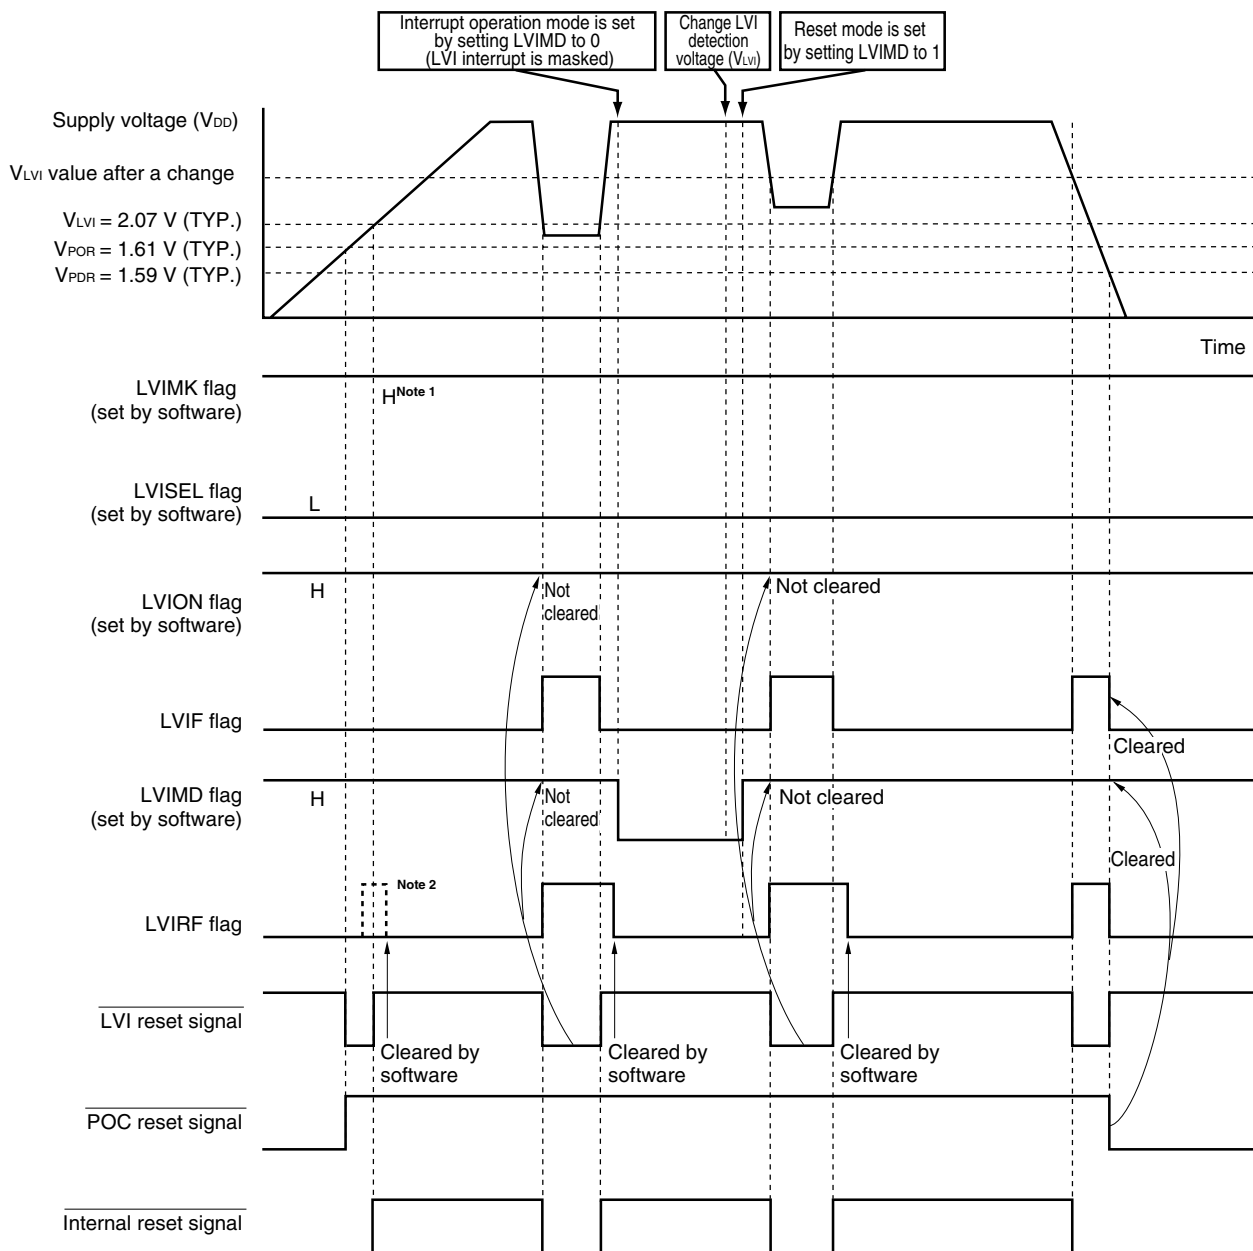 Interrupt operation mode is set
by setting LVIMD to 0
(LVI interrupt is masked)
Change LVI
detection
voltage (VLVI)
Reset mode is set
by setting LVIMD to 1
Supply voltage (VDD)
VLVI value after a change
VLVI = 2.07 V (TYP.)
VPOR = 1.61 V (TYP.)
VPDR = 1.59 V (TYP.)
Time
LVIMK flag
(set by software)
H Note 1
LVISEL flag
(set by software)
L
LVION flag
(set by software)
H
Not
cleared
Not cleared
LVIF flag
Cleared
LVIMD flag
(set by software)
H
Not
cleared
Not cleared
Cleared
LVIRF flag
Note 2
LVI reset signal
Cleared by
software
Cleared by
software
Cleared by
software
POC reset signal
Internal reset signal